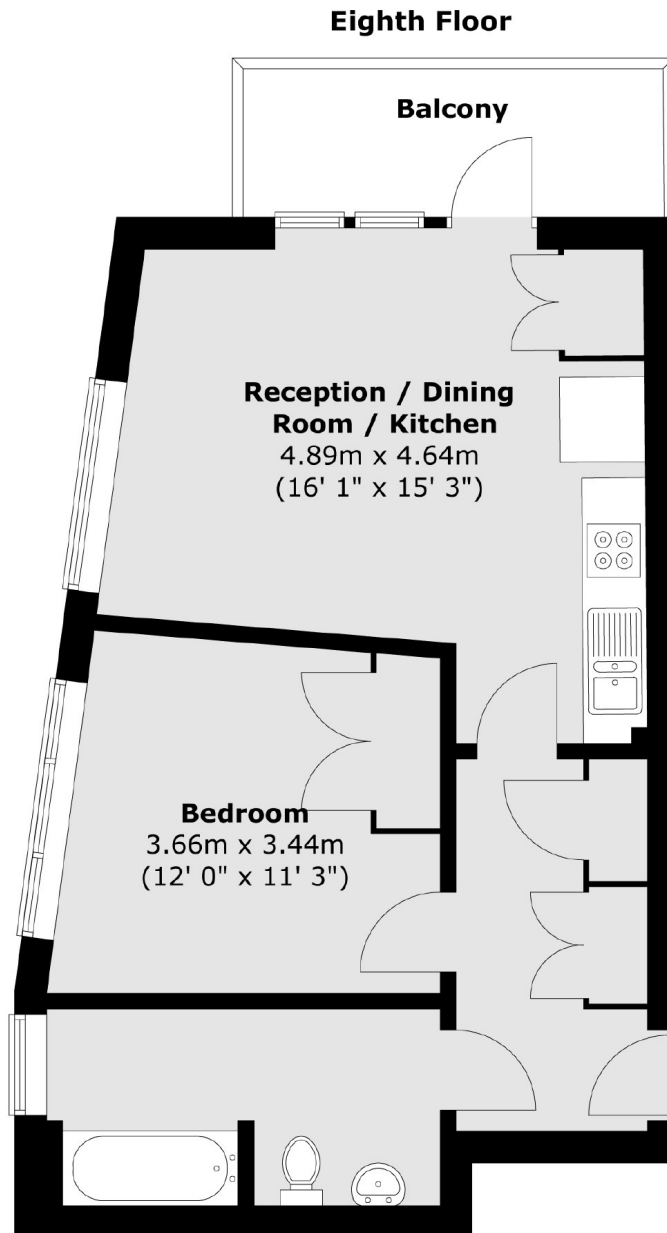 Eighth Floor
Balcony
Reception / Dining
Room / Kitchen
4.89m x 4.64m
(16' 1" x 15' 3")
Bedroom
3.66m x 3.44m
(12' 0" x 11' 3")